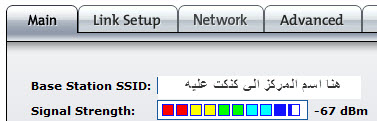 Main Link Setup Network Advanced
Base Station SSID: هنا اسم المركز الى كنكت عليه
Signal Strength: -67 dBm